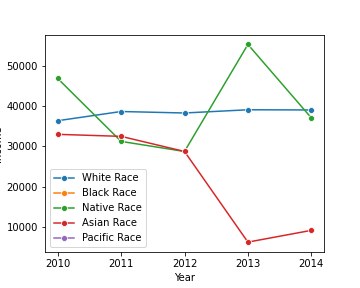 50000
40000
30000
20000
10000
White Race
Black Race
Native Race
Asian Race
Pacific Race
2010 2011 2012 2013 2014
Year